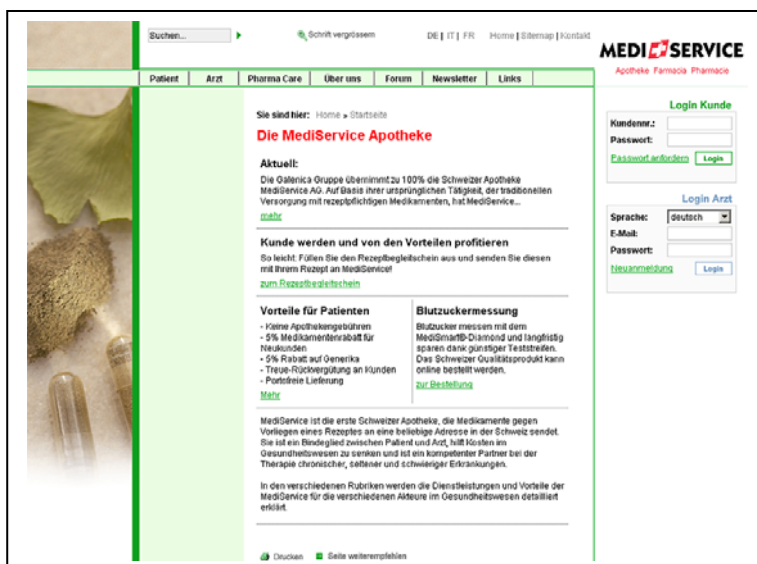 Suchen...
Schrift vergrössern
DE | IT | FR
Home | Sitemap | Kontakt
MEDI SERVICE
Apotheke Farmacia Pharmacie
Patient Arzt Pharma Care Über uns Forum Newsletter Links
Sie sind hier: Home » Startseite
Die MediService Apotheke
Aktuell:
Die Galenica Gruppe übernimmt zu 100% die Schweizer Apotheke
MediService AG. Auf Basis ihrer ursprünglichen Tätigkeit, der traditionellen
Versorgung mit rezeptpflichtigen Medikamenten, hat MediService...
mehr
Kunde werden und von den Vorteilen profitieren
So leicht: Füllen Sie den Rezeptbegleitschein aus und senden Sie diesen
mit Ihrem Rezept an MediService!
zum Rezeptbegleitschein
Vorteile für Patienten
- Keine Apothekengebühren
- 5% Medikamentenrabatt für
Neukunden
- 5% Rabatt auf Generika
- Treue-Rückvergütung an Kunden
- Portofreie Lieferung
Mehr
Blutzuckermessung
Blutzucker messen mit dem
MediSmart®-Diamond und langfristig
sparen dank günstiger Teststreifen.
Das Schweizer Qualitätsprodukt kann
online bestellt werden.
zur Bestellung
MediService ist die erste Schweizer Apotheke, die Medikamente gegen
Vorliegen eines Rezeptes an eine beliebige Adresse in der Schweiz sendet.
Sie ist ein Bindeglied zwischen Patient und Arzt, hilft Kosten im
Gesundheitswesen zu senken und ist ein kompetenter Partner bei der
Therapie chronischer, seltener und schwieriger Erkrankungen.
In den verschiedenen Rubriken werden die Dienstleistungen und Vorteile der
MediService für die verschiedenen Akteure im Gesundheitswesen detailliert
erklärt.
Drucken
Seite weiterempfehlen
Login Kunde
Kundennr.:
Passwort:
Passwort anfordern Login
Login Arzt
Sprache: deutsch
E-Mail:
Passwort:
Neuanmeldung Login